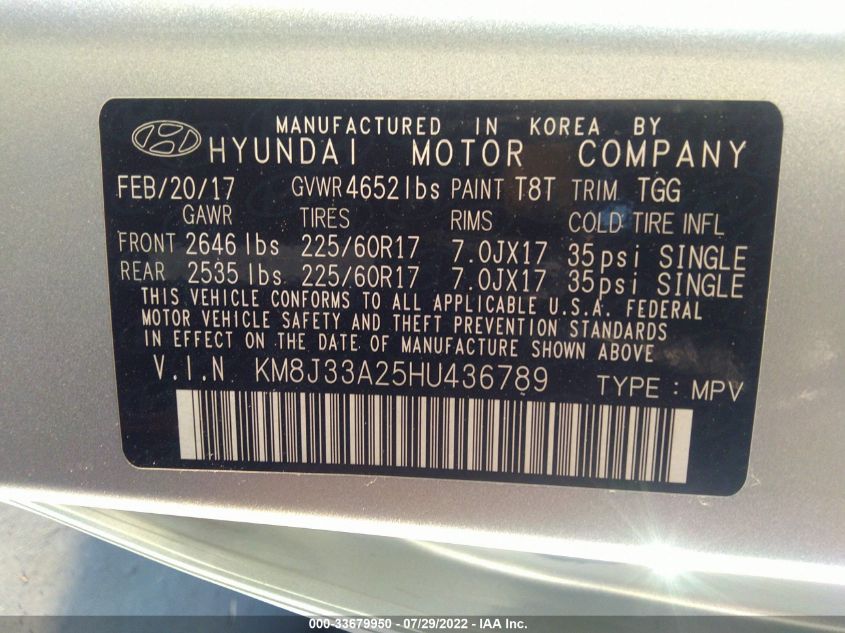 MANUFACTURED IN KOREA BY
HYUNDAI MOTOR COMPANY
FEB/20/17 GVWR 4652 lbs PAINT T8T TRIM TGG
GAWR TIRES RIMS COLD TIRE INFL
FRONT 2646 lbs 225/60R17 7.0JX17 35psi SINGLE
REAR 2535 lbs 225/60R17 7.0JX17 35psi SINGLE
THIS VEHICLE CONFORMS TO ALL APPLICABLE U.S.A. FEDERAL
MOTOR VEHICLE SAFETY AND THEFT PREVENTION STANDARDS
IN EFFECT ON THE DATE OF MANUFACTURE SHOWN ABOVE
V.I.N KM8J33A25HU436789 TYPE : MPV
000-33679950 - 07/29/2022 - IAA Inc.